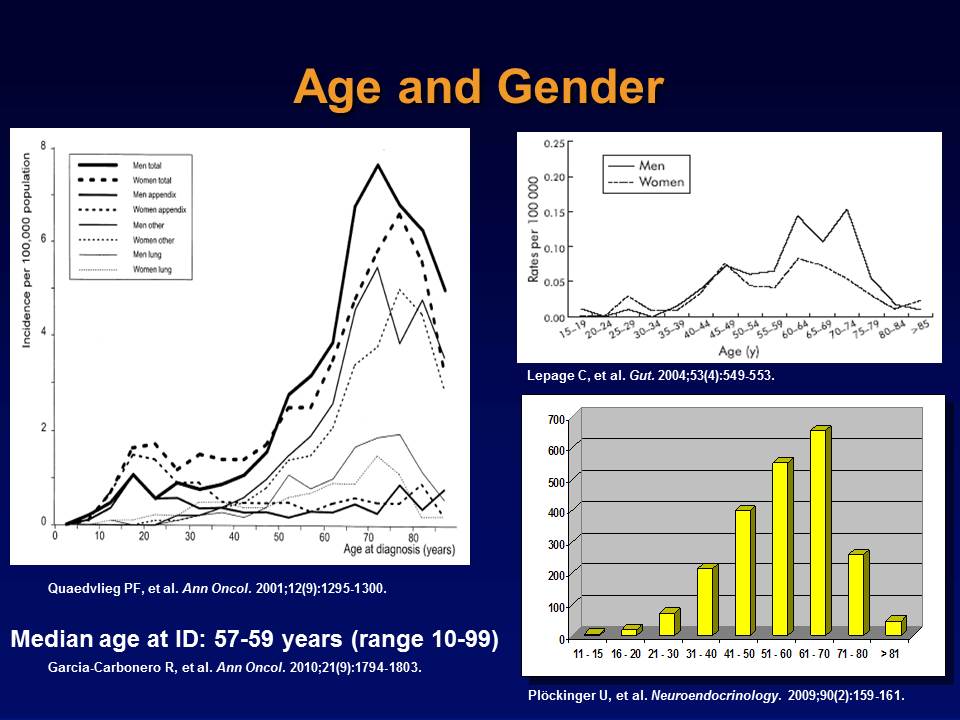 Age and Gender
Incidence per 100,000 population
8
6
4
2
0
Men total
Women total
Men appendix
Women appendix
Men other
Women other
Men lung
Women lung
0 10 20 30 40 50 60 70 80
Age at diagnosis (years)
Quaedvlieg PF, et al. Ann Oncol. 2001;12(9):1295-1300.
Median age at ID: 57-59 years (range 10-99)
Garcia-Carbonero R, et al. Ann Oncol. 2010;21(9):1794-1803.
Rates per 100 000
0.25
0.20
0.15
0.10
0.05
0.00
Men
Women
15–19 20–24 25–29 30–34 35–39 40–44 45–49 50–54 55–59 60–64 65–69 70–74 75–79 80–84 >85
Age (y)
Lepage C, et al. Gut. 2004;53(4):549-553.
700
600
500
400
300
200
100
0
11 - 15 16 - 20 21 - 30 31 - 40 41 - 50 51 - 60 61 - 70 71 - 80 > 81
Plöckinger U, et al. Neuroendocrinology. 2009;90(2):159-161.